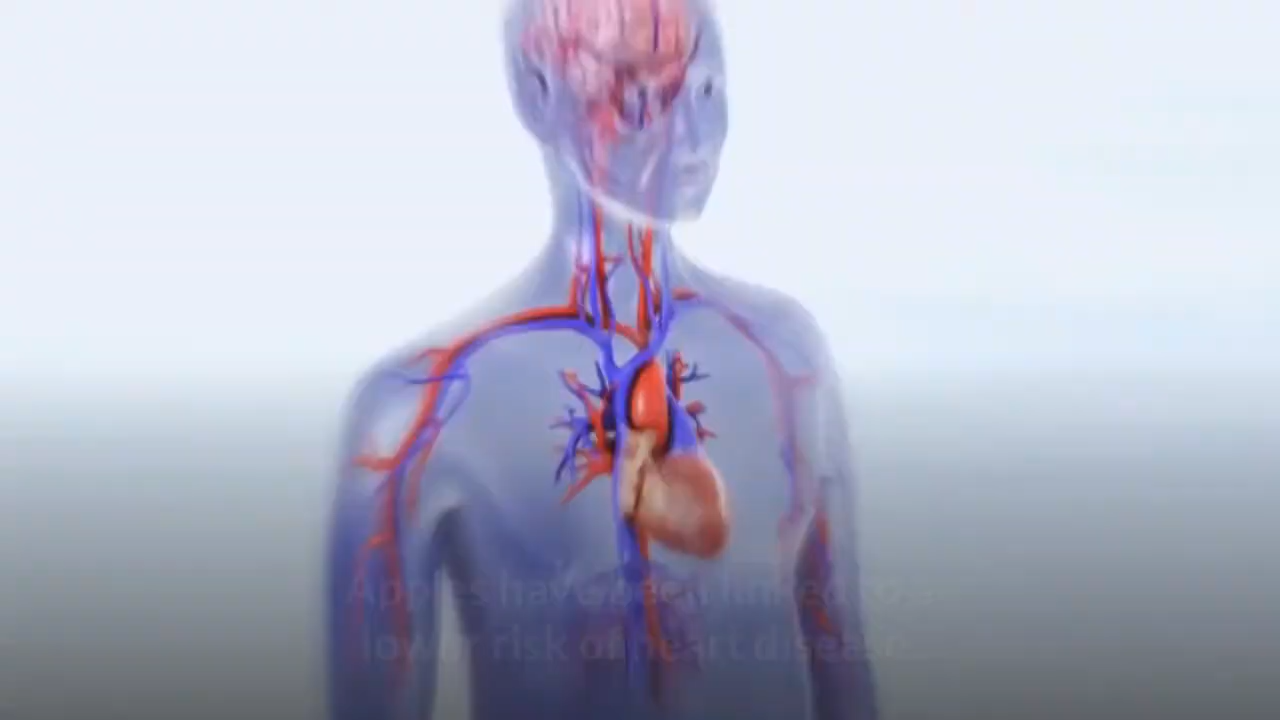 Apples have been linked to a
lower risk of heart disease.